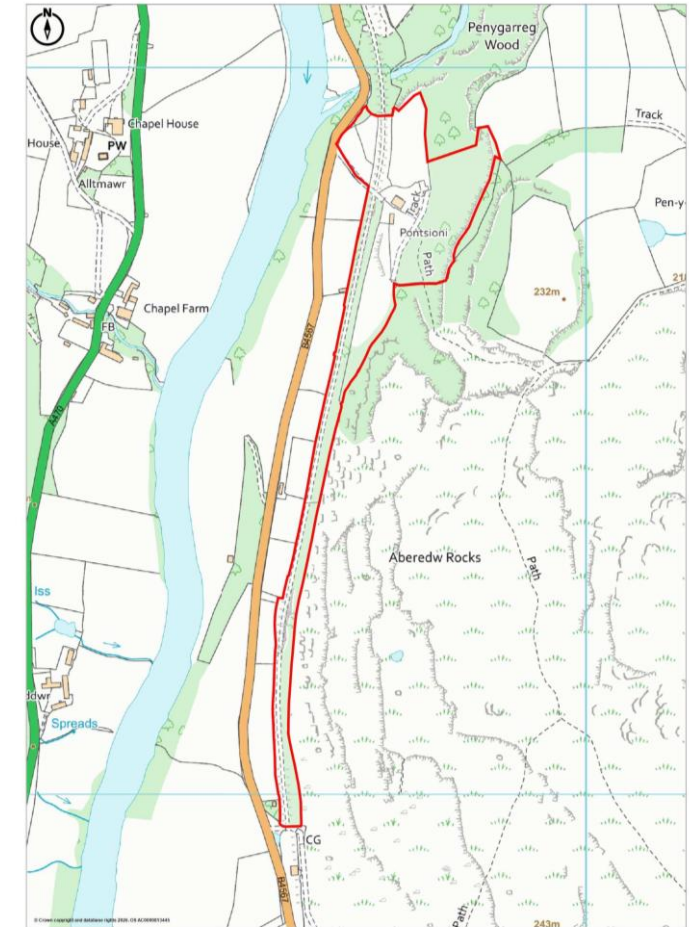 N
Penygarreg
Wood
Chapel House
House
PW
Track
Alltmawr
Pen-y
Track
Pontsioni
Path
232m
Chapel Farm
FB
B4567
A470
Aberedw Rocks
Path
Iss
ddwr
Spreads
CG
B4567
Path
243m